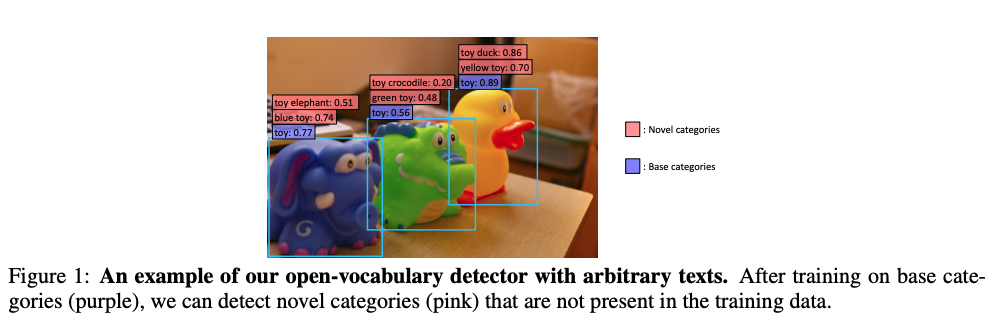 toy duck: 0.86
yellow toy: 0.70
toy: 0.89
toy crocodile: 0.20
green toy: 0.48
toy: 0.56
toy elephant: 0.51
blue toy: 0.74
toy: 0.77
: Novel categories
: Base categories
Figure 1: An example of our open-vocabulary detector with arbitrary texts. After training on base cate-
gories (purple), we can detect novel categories (pink) that are not present in the training data.